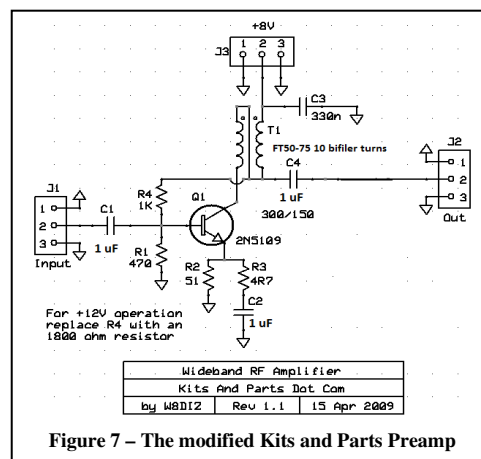 +8V
1 2 3
J3
C3
330n
T1
FT50-75 10 bifiler turns
C4
J2
1
2
3
Out
1 uF
300/150
J1
1
2
3
Input
C1
1 uF
R4
1K
Q1
2N5109
R1
470
R2
51
R3
4R7
C2
1 uF
For +12V operation
replace R4 with an
1800 ohm resistor
Wideband RF Amplifier
Kits And Parts Dot Com
by W8DIZ Rev 1.1 15 Apr 2009
Figure 7 – The modified Kits and Parts Preamp